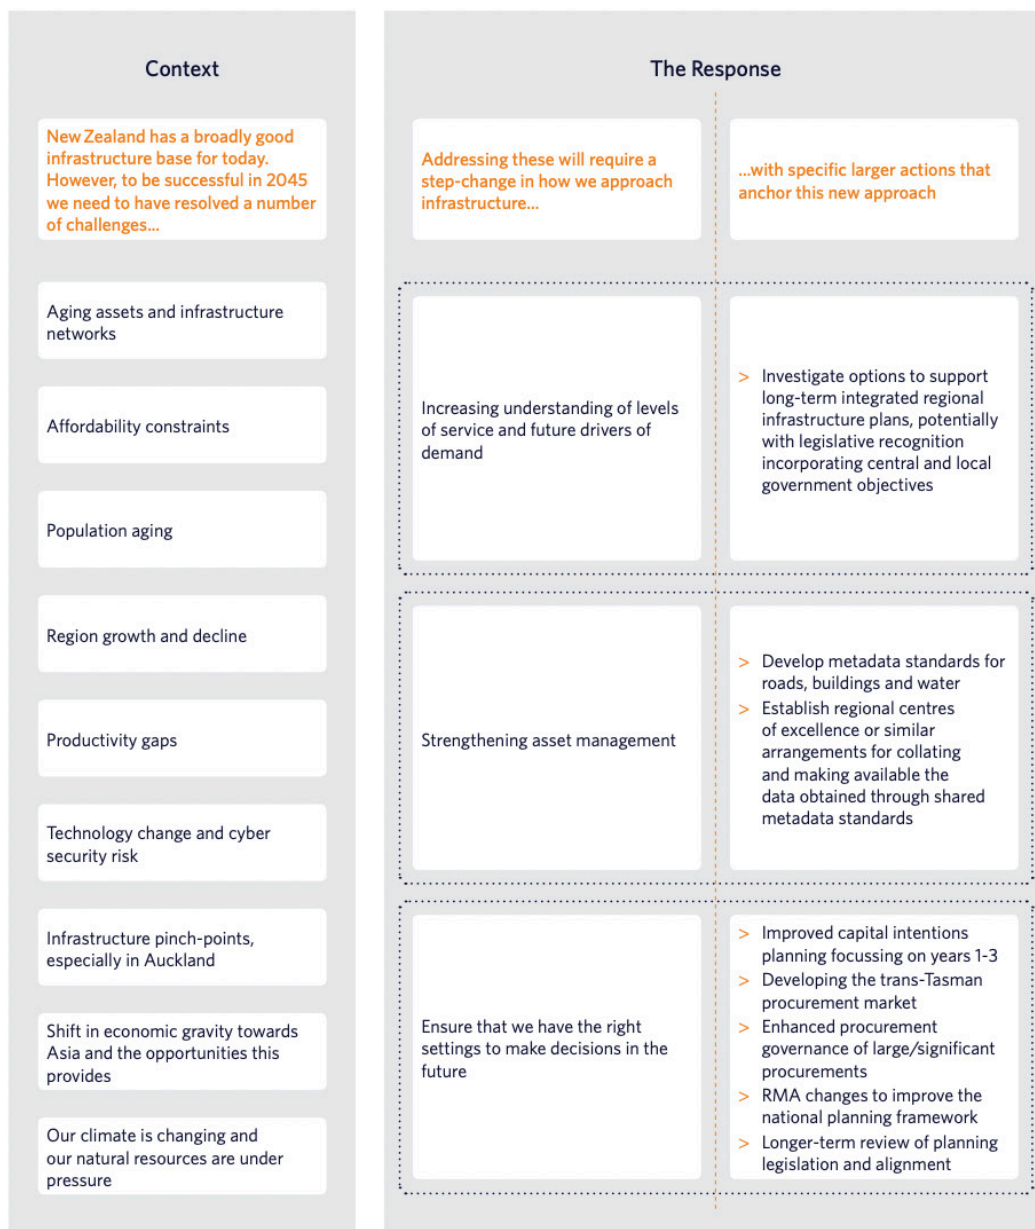 Context
New Zealand has a broadly good
infrastructure base for today.
However, to be successful in 2045
we need to have resolved a number
of challenges...
Aging assets and infrastructure
networks
Affordability constraints
Population aging
Region growth and decline
Productivity gaps
Technology change and cyber
security risk
Infrastructure pinch-points,
especially in Auckland
Shift in economic gravity towards
Asia and the opportunities this
provides
Our climate is changing and
our natural resources are under
pressure
The Response
Addressing these will require a
step-change in how we approach
infrastructure...
...with specific larger actions that
anchor this new approach
Increasing understanding of levels
of service and future drivers of
demand
> Investigate options to support
long-term integrated regional
infrastructure plans, potentially
with legislative recognition
incorporating central and local
government objectives
Strengthening asset management
> Develop metadata standards for
roads, buildings and water
> Establish regional centres
of excellence or similar
arrangements for collating
and making available the
data obtained through shared
metadata standards
Ensure that we have the right
settings to make decisions in the
future
> Improved capital intentions
planning focussing on years 1-3
> Developing the trans-Tasman
procurement market
> Enhanced procurement
governance of large/significant
procurements
> RMA changes to improve the
national planning framework
> Longer-term review of planning
legislation and alignment